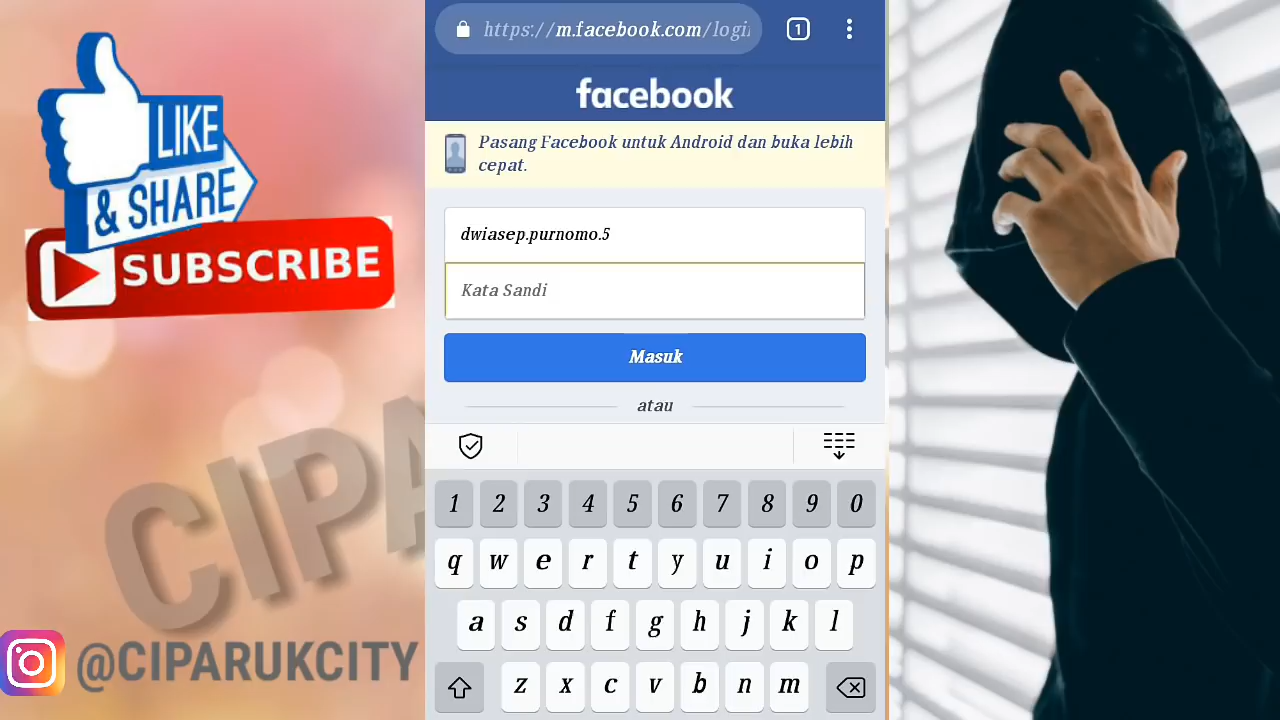 LIKE
& SHARE
SUBSCRIBE
CIPA
@CIPARUKCITY
https://m.facebook.com/login
1
facebook
Pasang Facebook untuk Android dan buka lebih
cepat.
dwiasep.purnomo.5
Kata Sandi
Masuk
atau
1 2 3 4 5 6 7 8 9 0
q w e r t y u i o p
a s d f g h j k l
z x c v b n m